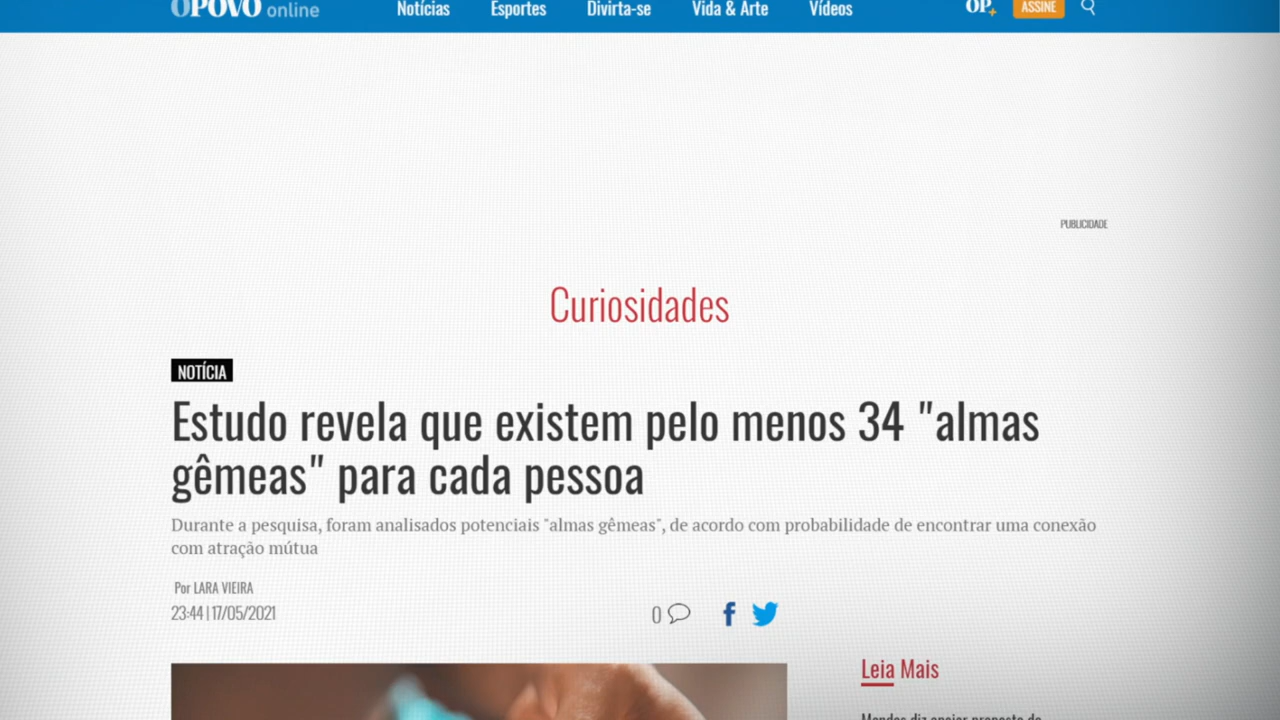 OPOVO online
Notícias Esportes Divirta-se Vida & Arte Vídeos
OP+ ASSINE
PUBLICIDADE
Curiosidades
NOTÍCIA
Estudo revela que existem pelo menos 34 "almas
gêmeas" para cada pessoa
Durante a pesquisa, foram analisados potenciais "almas gêmeas", de acordo com probabilidade de encontrar uma conexão
com atração mútua
Por LARA VIEIRA
23:44 | 17/05/2021
0
Leia Mais